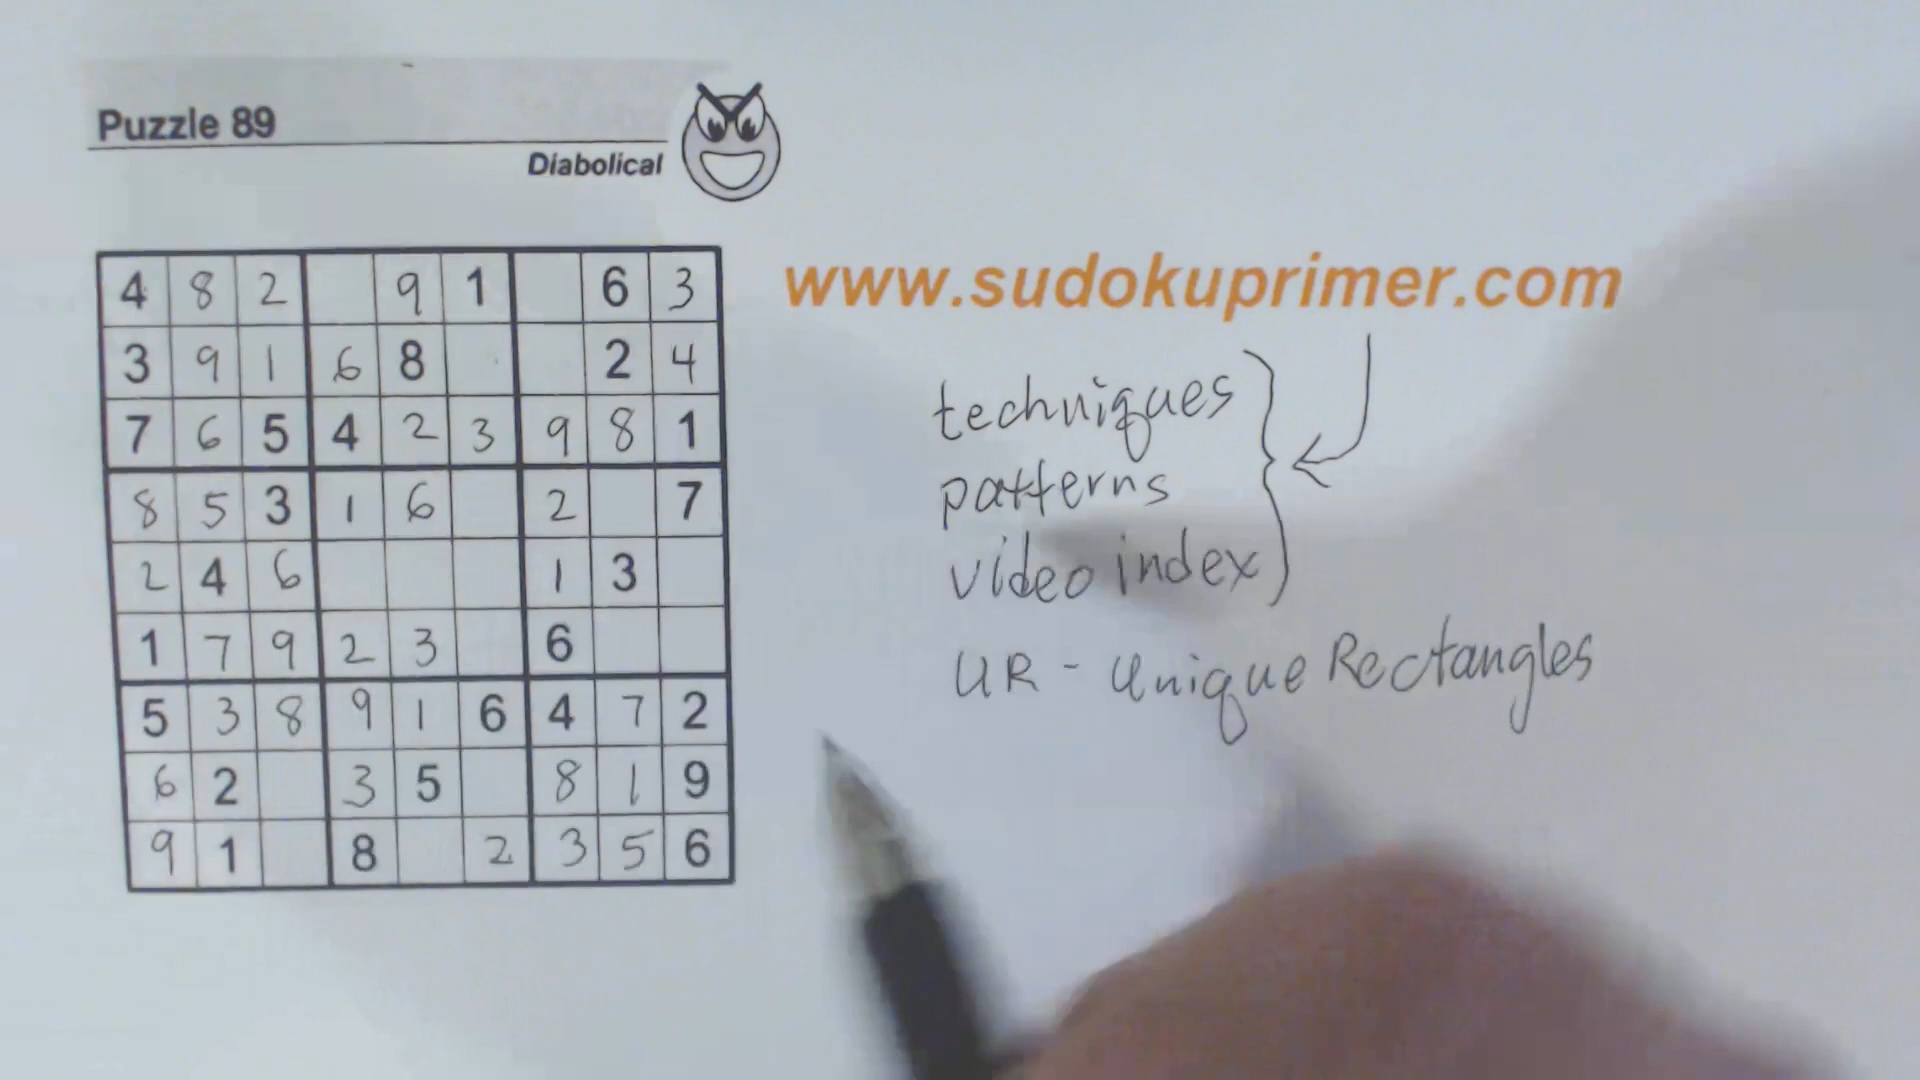 Puzzle 89
Diabolical
4 8 2 9 1 6 3
3 9 1 6 8 2 4
7 6 5 4 2 3 9 8 1
8 5 3 1 6 2 7
2 4 6 1 3
1 7 9 2 3 6
5 3 8 9 1 6 4 7 2
6 2 3 5 8 1 9
9 1 8 2 3 5 6
www.sudokuprimer.com
techniques
patterns
video index
UR - Unique Rectangles